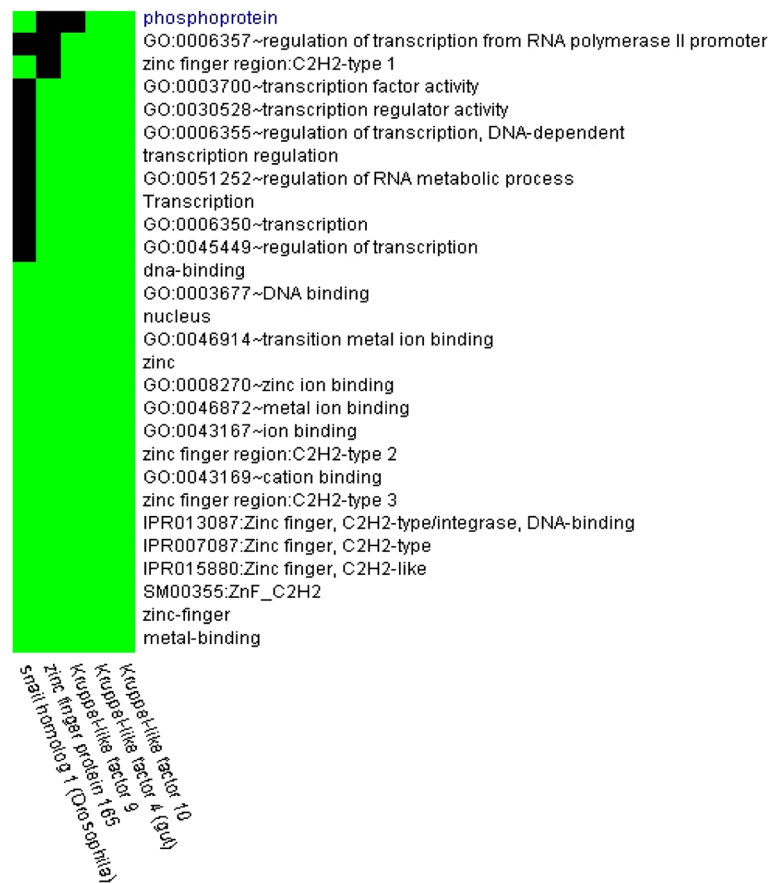 phosphoprotein
GO:0006357~regulation of transcription from RNA polymerase II promoter
zinc finger region:C2H2-type 1
GO:0003700~transcription factor activity
GO:0030528~transcription regulator activity
GO:0006355~regulation of transcription, DNA-dependent
transcription regulation
GO:0051252~regulation of RNA metabolic process
Transcription
GO:0006350~transcription
GO:0045449~regulation of transcription
dna-binding
GO:0003677~DNA binding
nucleus
GO:0046914~transition metal ion binding
zinc
GO:0008270~zinc ion binding
GO:0046872~metal ion binding
GO:0043167~ion binding
zinc finger region:C2H2-type 2
GO:0043169~cation binding
zinc finger region:C2H2-type 3
IPR013087:Zinc finger, C2H2-type/integrase, DNA-binding
IPR007087:Zinc finger, C2H2-type
IPR015880:Zinc finger, C2H2-like
SM00355:ZnF_C2H2
zinc-finger
metal-binding
snail homolog 1 (Drosophila)
zinc finger protein 165
Kruppel-like factor 9
Kruppel-like factor 4 (gut)
Kruppel-like factor 10